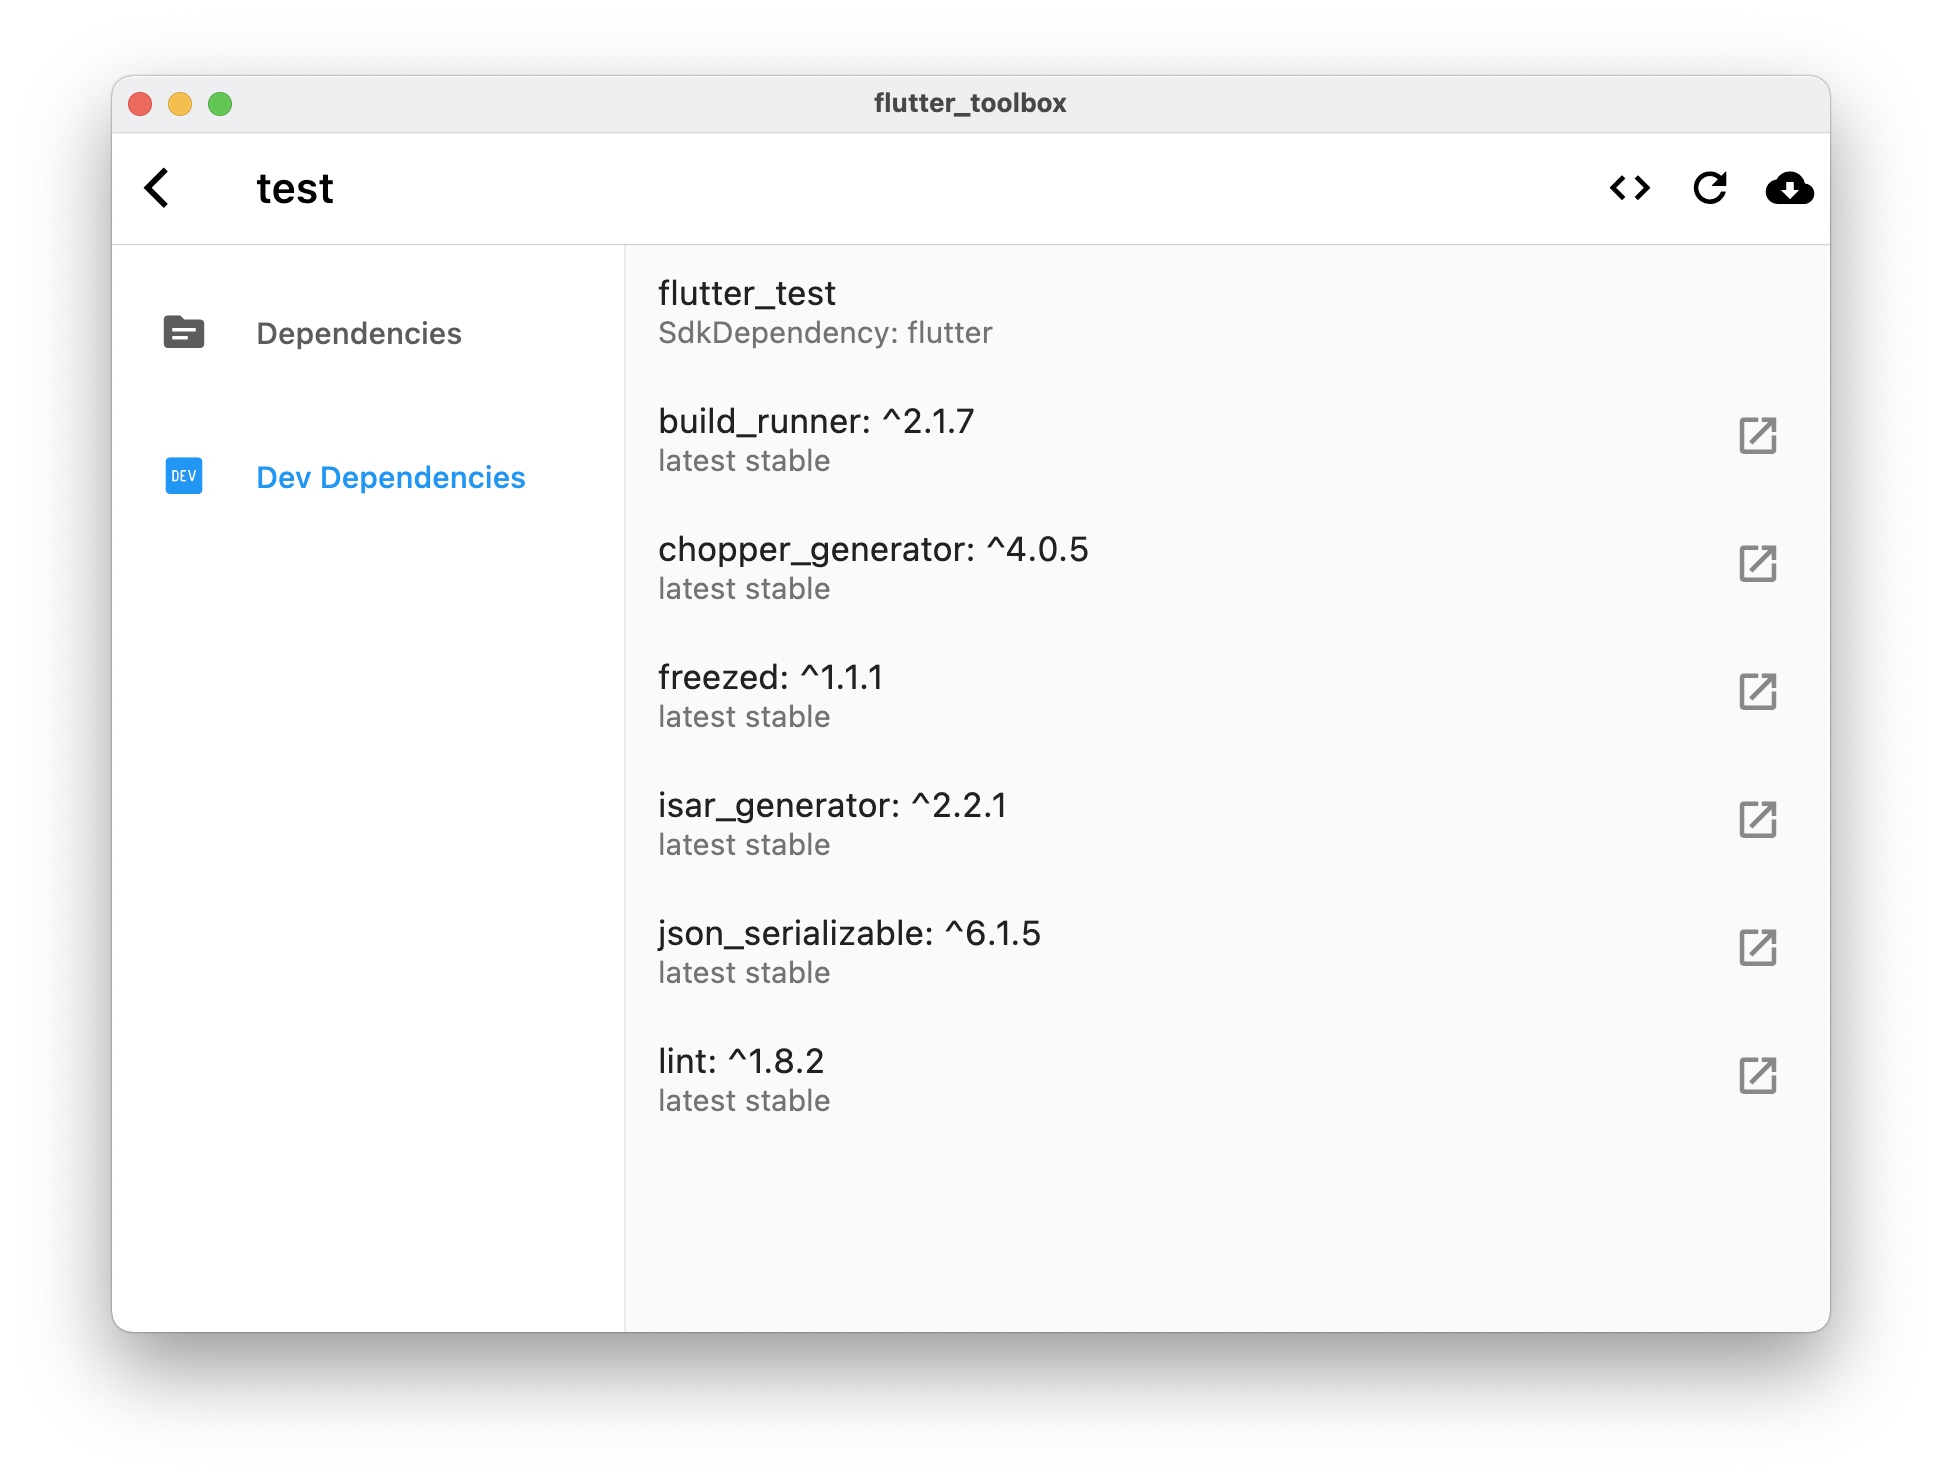 flutter_toolbox
test
Dependencies
DEV
Dev Dependencies
flutter_test
SdkDependency: flutter
build_runner: ^2.1.7
latest stable
chopper_generator: ^4.0.5
latest stable
freezed: ^1.1.1
latest stable
isar_generator: ^2.2.1
latest stable
json_serializable: ^6.1.5
latest stable
lint: ^1.8.2
latest stable